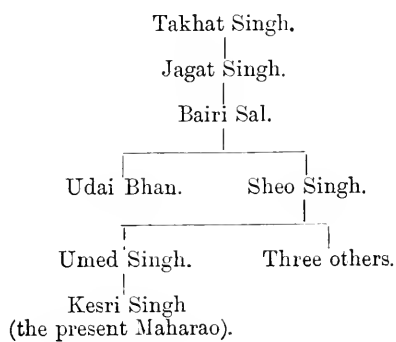 Takhat Singh.
Jagat Singh.
Bairi Sal.
Udai Bhan. Sheo Singh.
Umed Singh. Three others.
Kesri Singh
(the present Maharao).